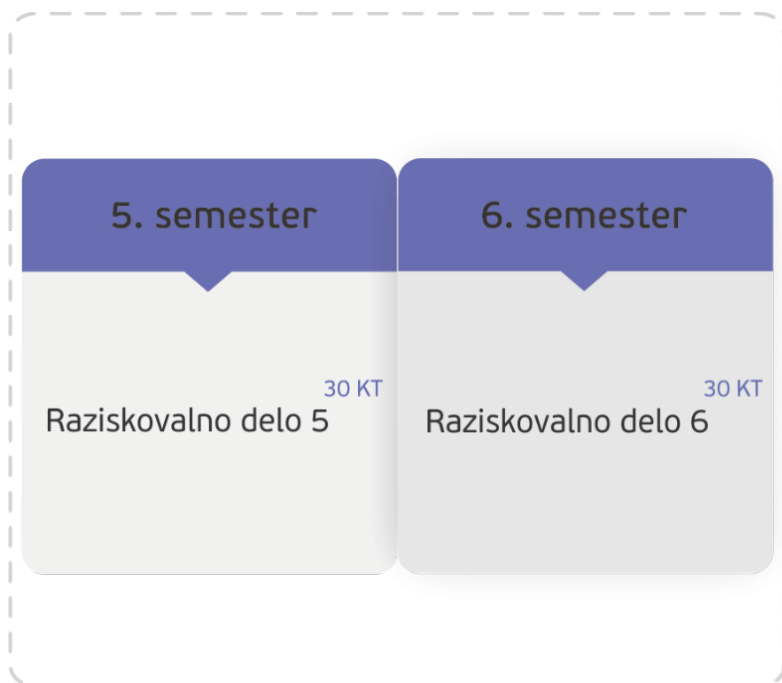 5. semester
30 KT
Raziskovalno delo 5
6. semester
30 KT
Raziskovalno delo 6